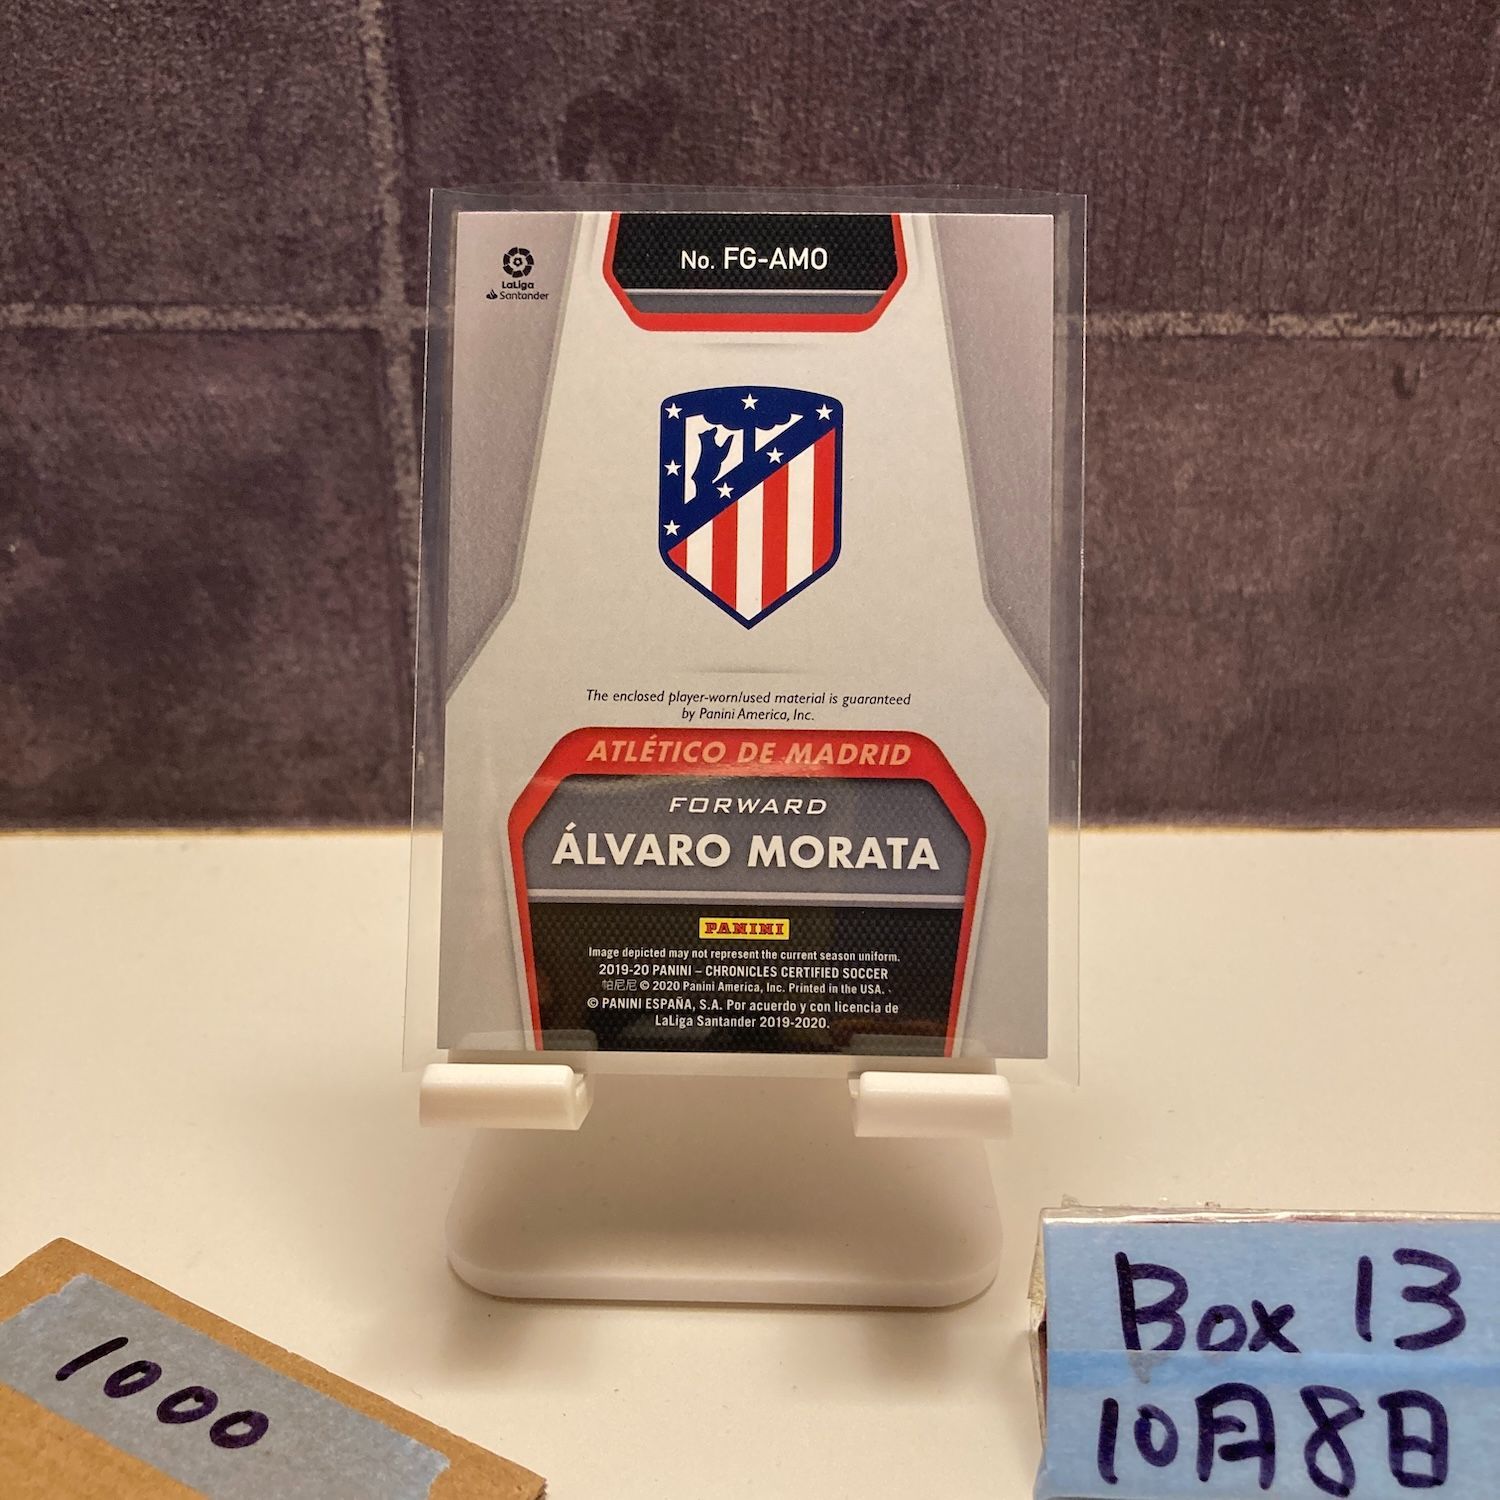 No. FG-AMO
LaLiga
Santander
The enclosed player-worn/used material is guaranteed
by Panini America, Inc.
ATLÉTICO DE MADRID
FORWARD
ÁLVARO MORATA
PANINI
Image depicted may not represent the current season uniform.
2019-20 PANINI – CHRONICLES CERTIFIED SOCCER
帕尼尼 © 2020 Panini America, Inc. Printed in the USA.
© PANINI ESPAÑA, S.A. Por acuerdo y con licencia de
LaLiga Santander 2019-2020.
1000
Box 13
10月8日